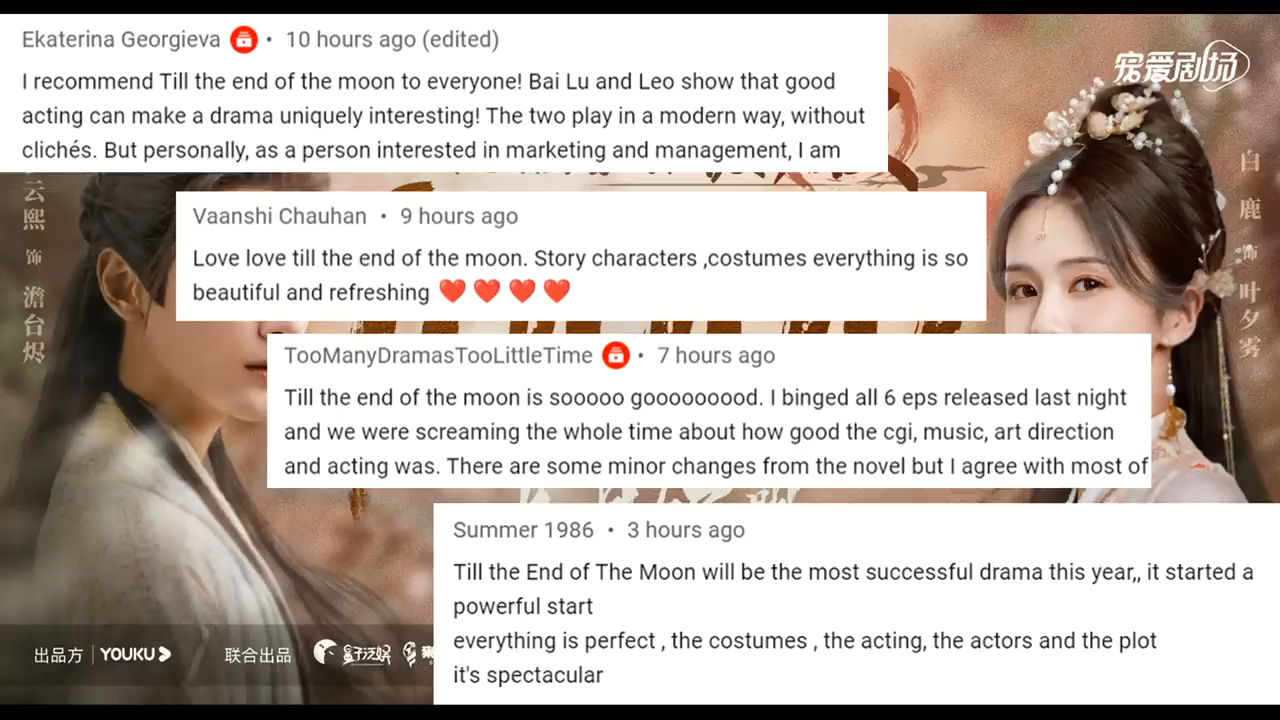 Ekaterina Georgieva • 10 hours ago (edited)
I recommend Till the end of the moon to everyone! Bai Lu and Leo show that good
acting can make a drama uniquely interesting! The two play in a modern way, without
clichés. But personally, as a person interested in marketing and management, I am
宠爱剧场
云熙
饰
澹台烬
白鹿
饰
叶夕雾
Vaanshi Chauhan • 9 hours ago
Love love till the end of the moon. Story characters ,costumes everything is so
beautiful and refreshing ❤️ ❤️ ❤️ ❤️
TooManyDramasTooLittleTime • 7 hours ago
Till the end of the moon is sooooo gooooooood. I binged all 6 eps released last night
and we were screaming the whole time about how good the cgi, music, art direction
and acting was. There are some minor changes from the novel but I agree with most of
Summer 1986 • 3 hours ago
Till the End of The Moon will be the most successful drama this year,, it started a
powerful start
everything is perfect , the costumes , the acting, the actors and the plot
it's spectacular
出品方 YOUKU 联合出品